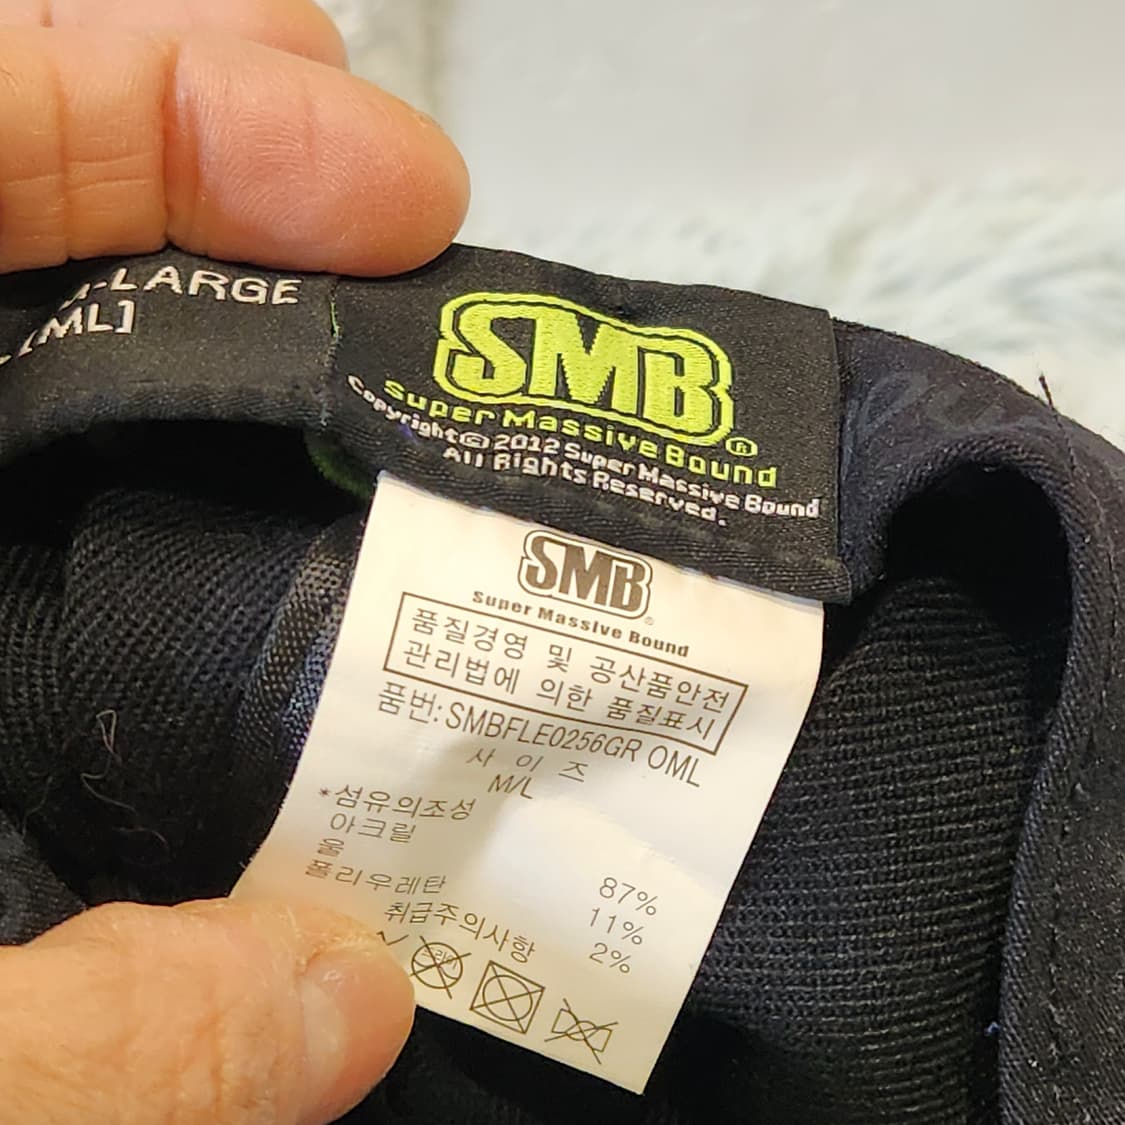 -LARGE
[ML]
SMB
Super Massive Bound ®
Copyright © 2012 Super Massive Bound
All Rights Reserved.
SMB
Super Massive Bound ®
품질경영 및 공산품안전
관리법에 의한 품질표시
품번: SMBFLE0256GR OML
사 이 즈
M/L
*섬유의조성
아크릴 87%
울 11%
폴리우레탄 2%
취급주의사항
드라이